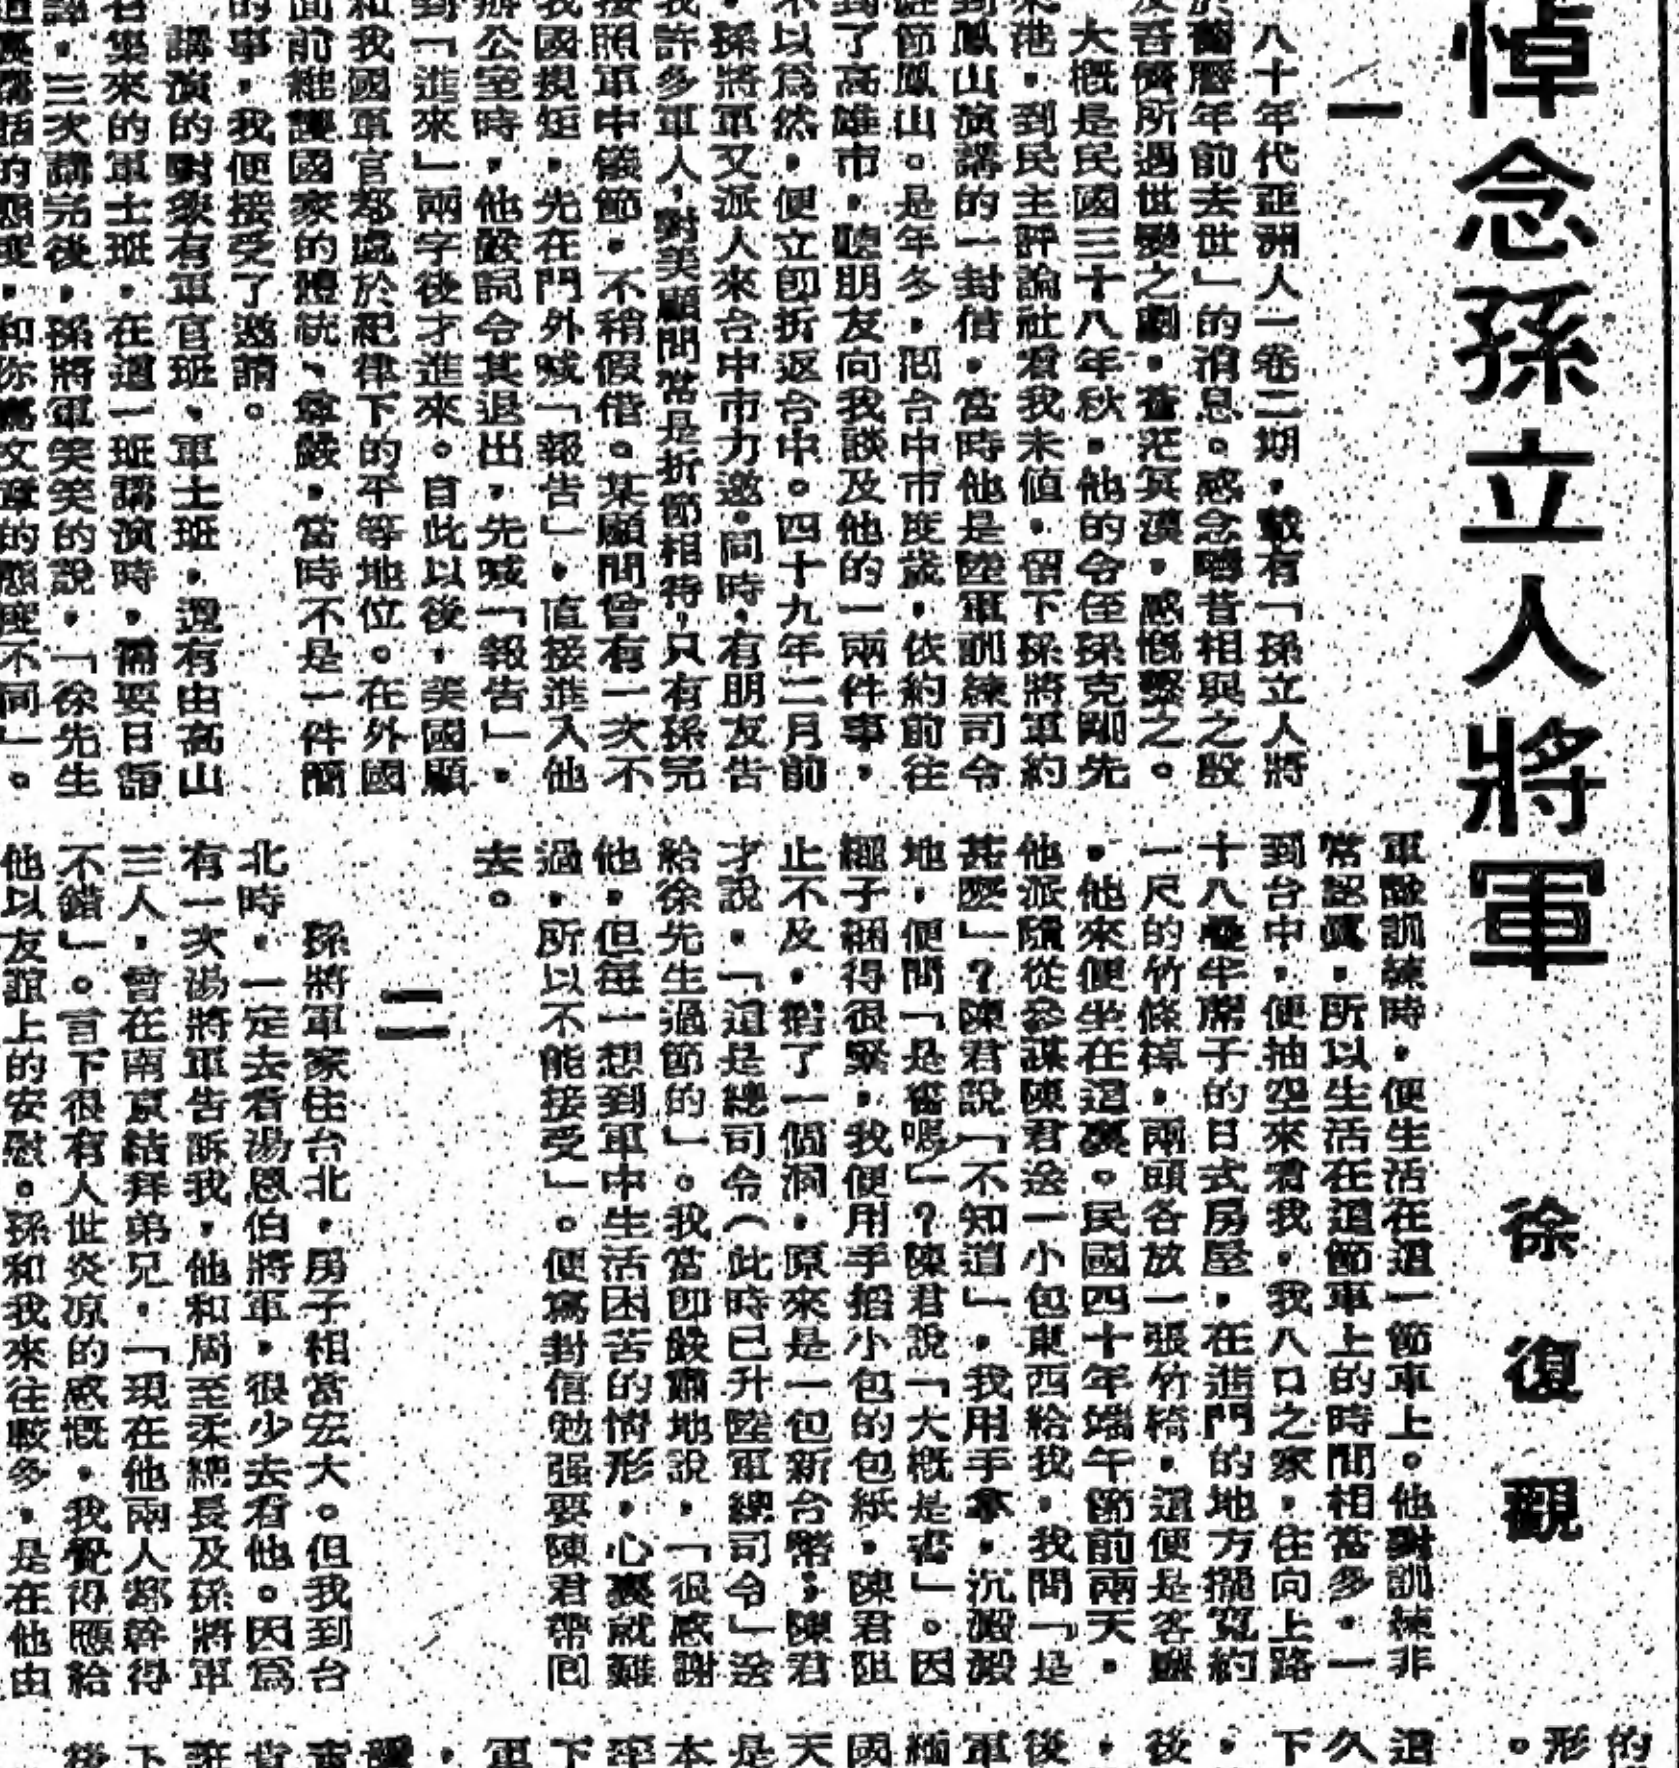 悼念孫立人將軍
徐復觀
一
八十年代亞洲人一卷二期，載有「孫立人將
於舊曆年前去世」的消息。感念疇昔相與之殷
及吾儕所遇世變之劇，蒼茫冥漠，感慨繫之。
大概是民國三十八年秋，他的令侄孫克剛先
來港，到民主評論社看我未值，留下孫將軍約
到鳳山演講的一封信，當時他是陸軍訓練司令
駐節鳳山。是年冬，回台中市度歲，依約前往
到了高雄市，聽朋友向我談及他的一兩件事，
不以為然，便立卽折返台中。四十九年二月前
，孫將軍又派人來台中市力邀，同時，有朋友告
我許多軍人，對美顧問常是折節相待，只有孫完
按照軍中儀節，不稍假借。某顧問曾有一次不
我國規矩，先在門外喊「報告」，直接進入他
辦公室時，他嚴詞令其退出，先喊「報告」，
到「進來」兩字後才進來。自此以後，美國顧
和我國軍官都處於紀律下的平等地位。在外國
面前維護國家的體統、尊嚴，當時不是一件簡
的事，我便接受了邀請。
講演的對象有軍官班、軍士班，還有由高山
召集來的軍士班，在這一班講演時，需要日語
譯，三次講完後，孫將軍笑笑的說，「徐先生
和你寫文章的態度不同」。
軍隊訓練時，便生活在這一節車上。他對訓練非
常認眞，所以生活在這節車上的時間相當多。一
到台中，便抽空來看我，我八口之家，住向上路
十八疊半蓆子的日式房屋，在進門的地方擺寬約
一尺的竹條椅，兩頭各放一張竹椅，這便是客廳
，他來便坐在這裏。民國四十年端午節前兩天，
他派隨從參謀陳君送一小包東西給我，我問「是
甚麽」？陳君說「不知道」，我用手拿，沉澱澱
地，便問「是書嗎」？陳君說「大概是書」。因
繩子綑得很緊，我便用手掐小包的包紙，陳君阻
止不及，掐了一個洞，原來是一包新台幣；陳君
才說，「這是總司令（此時已升陸軍總司令」送
給徐先生過節的」。我當卽嚴肅地說，「很感謝
他，但每一想到軍中生活困苦的情形，心裏就難
過，所以不能接受」。便寫封信勉强要陳君帶回
去。
二
孫將軍家住台北，房子相當宏大。但我到台
北時，一定去看湯恩伯將軍，很少去看他。因爲
有一次湯將軍告訴我，他和周至柔總長及孫將軍
三人，曾在南京結拜弟兄，「現在他兩人都幹得
不錯」。言下很有人世炎凉的感慨，我覺得應給
他以友誼上的安慰。孫和我來往較多，是在他由